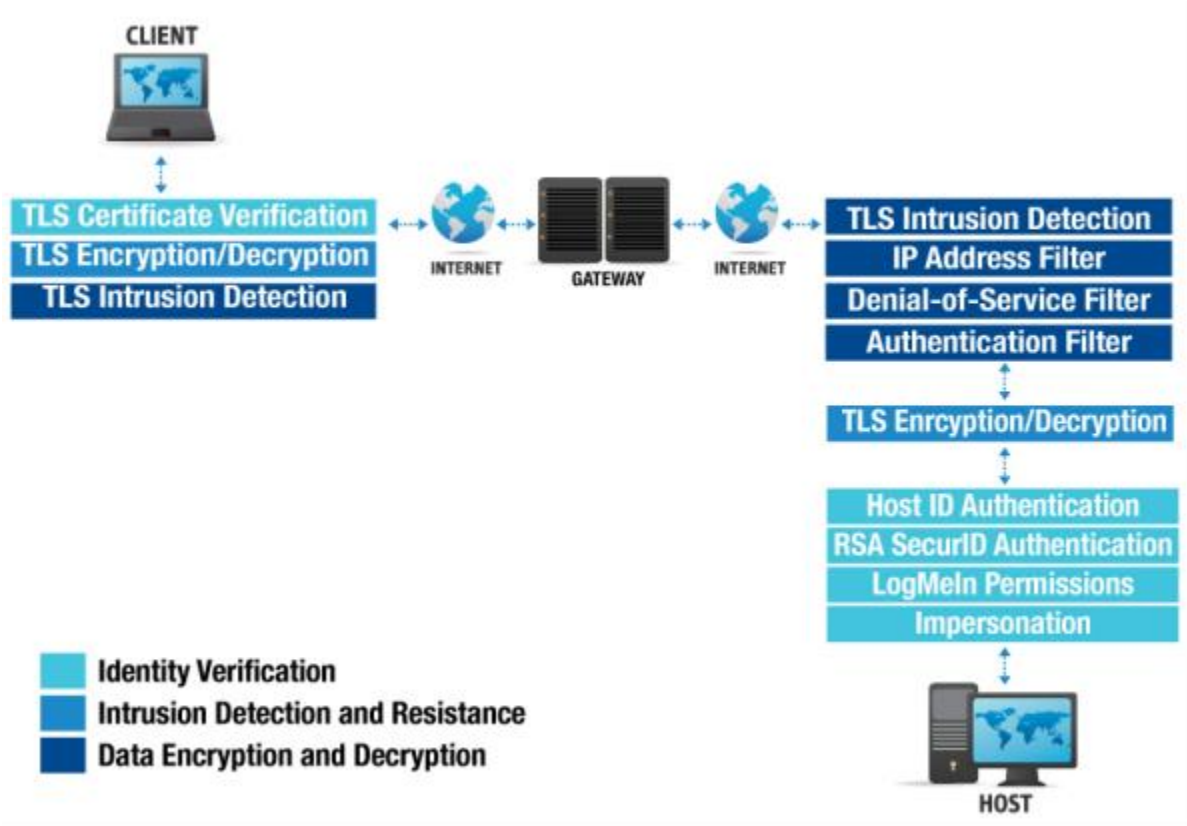 CLIENT
TLS Certificate Verification
TLS Encryption/Decryption
TLS Intrusion Detection
INTERNET
GATEWAY
INTERNET
TLS Intrusion Detection
IP Address Filter
Denial-of-Service Filter
Authentication Filter
TLS Enrcyption/Decryption
Host ID Authentication
RSA SecurID Authentication
LogMeIn Permissions
Impersonation
HOST
Identity Verification
Intrusion Detection and Resistance
Data Encryption and Decryption